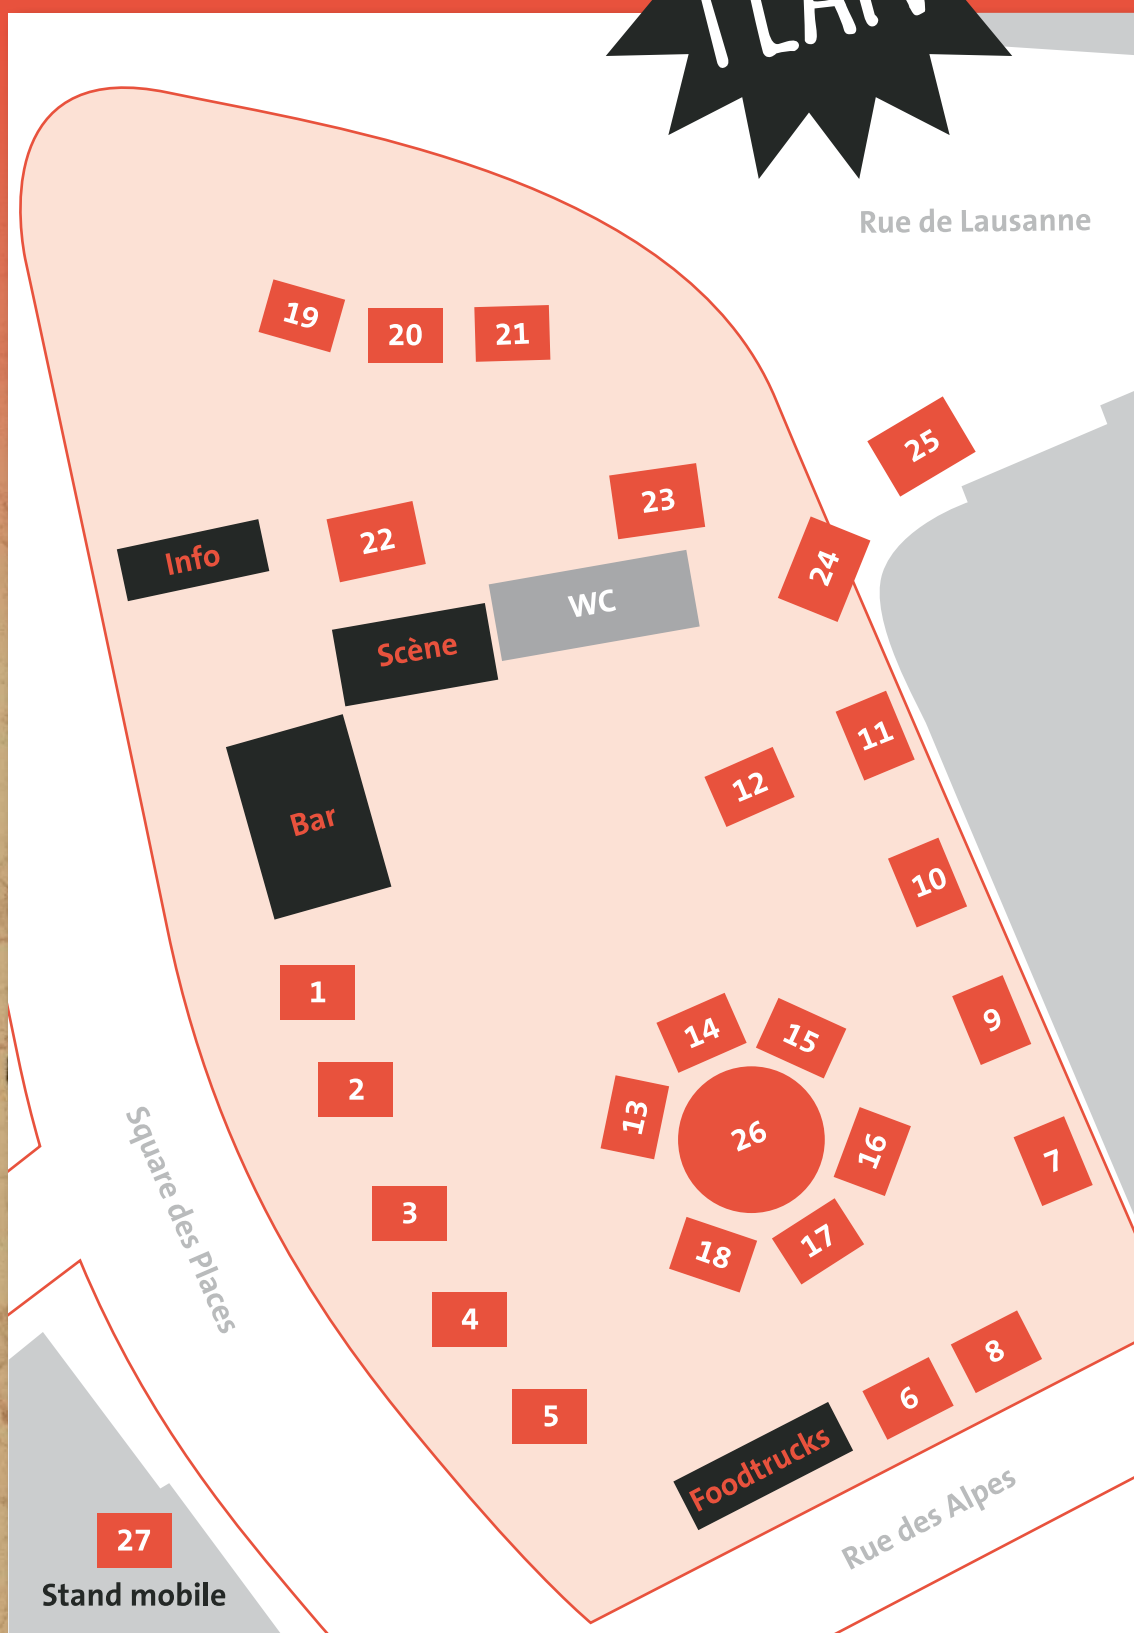 PLAN
Rue de Lausanne
19
20
21
25
23
22
Info
24
WC
Scène
11
12
Bar
10
1
9
14
15
2
13
26
16
7
Square des Places
3
17
18
4
8
6
5
Foodtrucks
Rue des Alpes
27
Stand mobile